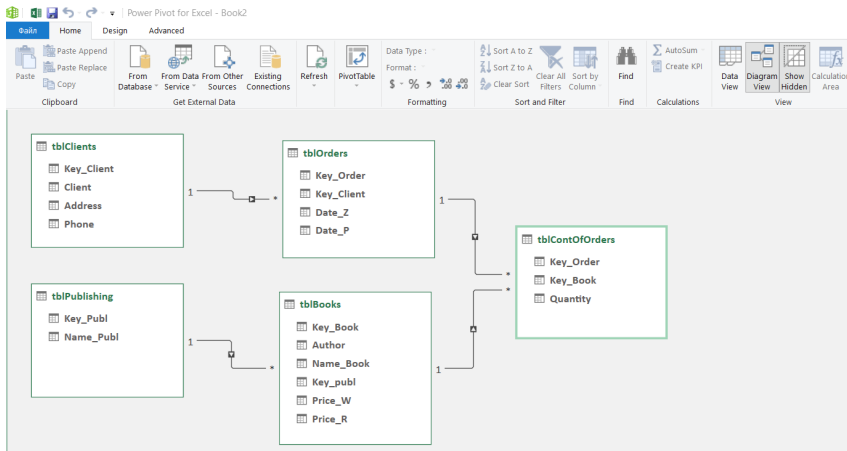 Power Pivot for Excel - Book2
Файл Home Design Advanced
Paste
Paste Append
Paste Replace
Copy
Clipboard
From Database
From Data Service
From Other Sources
Existing Connections
Get External Data
Refresh
PivotTable
Data Type :
Format :
$ % , .00 .00
Formatting
Sort A to Z
Sort Z to A
Clear Sort
Clear All Filters
Sort by Column
Sort and Filter
Find
Find
AutoSum
Create KPI
Calculations
Data View
Diagram View
Show Hidden
Calculation Area
View
tblClients
Key_Client
Client
Address
Phone
1
*
tblOrders
Key_Order
Key_Client
Date_Z
Date_P
1
*
tblContOfOrders
Key_Order
Key_Book
Quantity
tblPublishing
Key_Publ
Name_Publ
1
*
tblBooks
Key_Book
Author
Name_Book
Key_publ
Price_W
Price_R
1
*